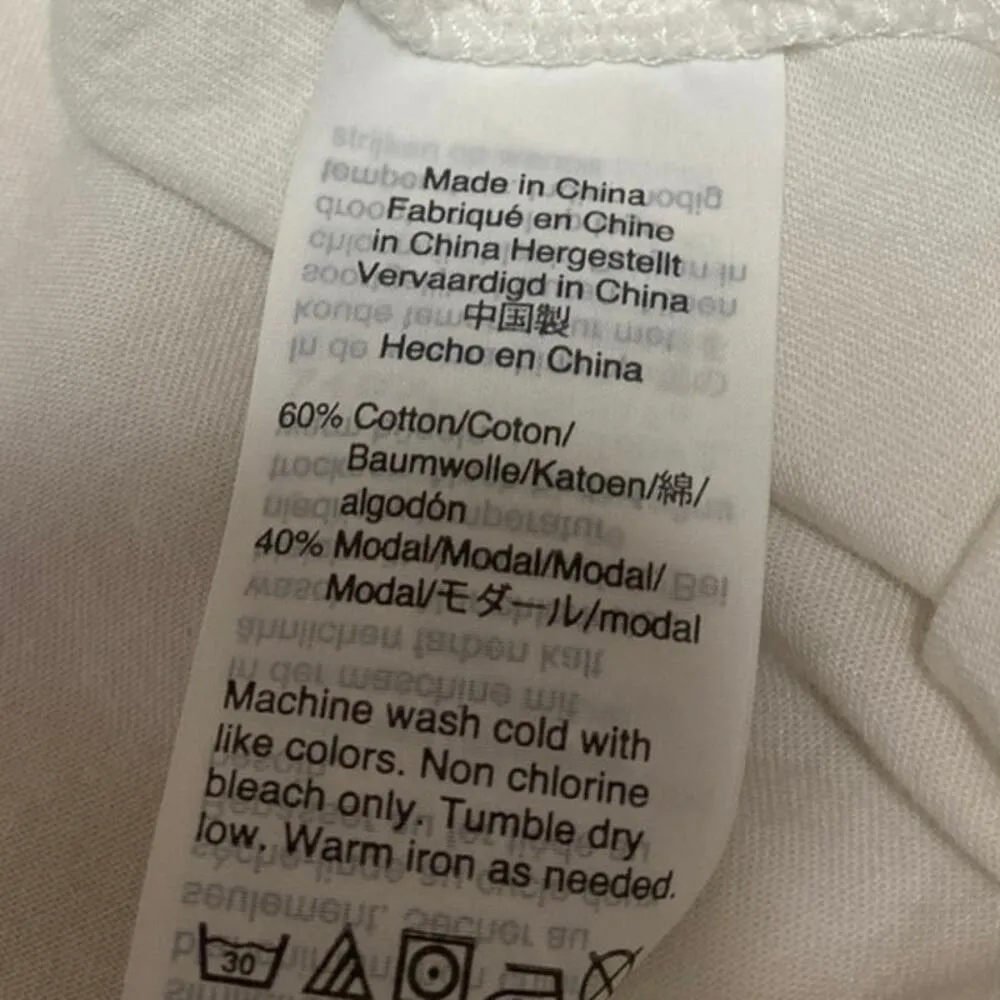 Made in China
Fabriqué en Chine
in China Hergestellt
Vervaardigd in China
中国製
Hecho en China
60% Cotton/Coton/
Baumwolle/Katoen/綿/
algodón
40% Modal/Modal/Modal/
Modal/モダール/modal
Machine wash cold with
like colors. Non chlorine
bleach only. Tumble dry
low. Warm iron as needed.
30